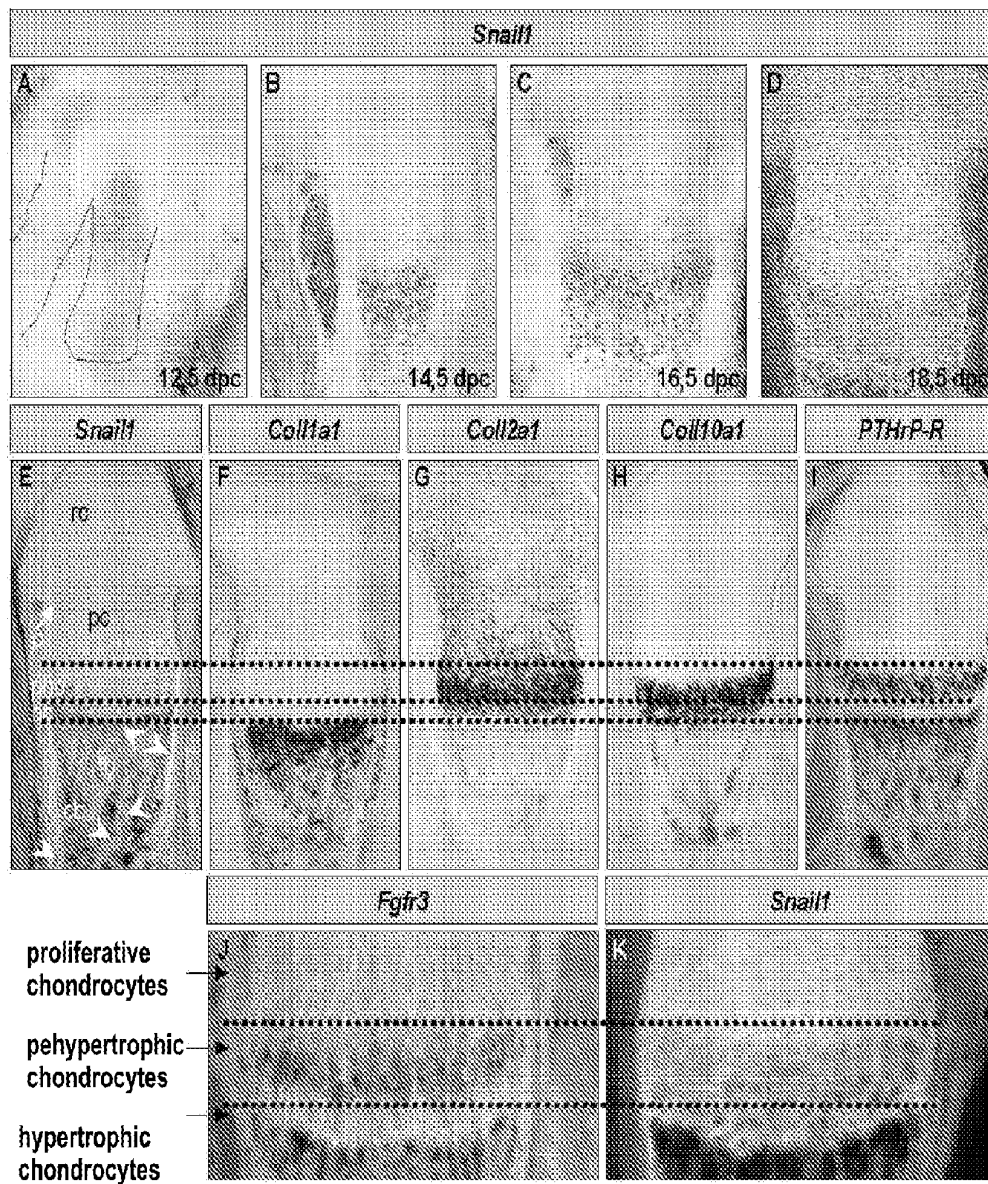 Snail1
A
B
C
D
12,5 dpc
14,5 dpc
16,5 dpc
18,5 dpc
Snail1
Coll1a1
Coll2a1
Coll10a1
PTHrP-R
E
F
G
H
I
rc
pc
Fgfr3
Snail1
J
K
proliferative
chondrocytes
pehypertrophic
chondrocytes
hypertrophic
chondrocytes